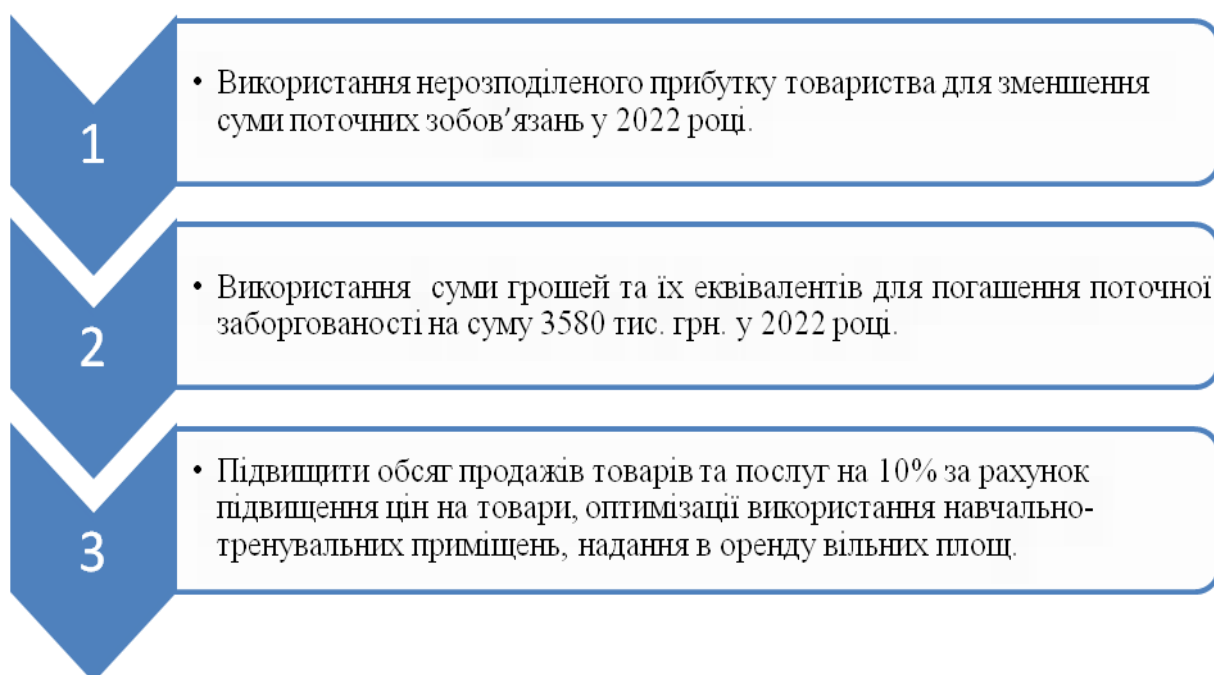 1
• Використання нерозподіленого прибутку товариства для зменшення
суми поточних зобов’язань у 2022 році.
2
• Використання суми грошей та їх еквівалентів для погашення поточної
заборгованості на суму 3580 тис. грн. у 2022 році.
3
• Підвищити обсяг продажів товарів та послуг на 10% за рахунок
підвищення цін на товари, оптимізації використання навчально-
тренувальних приміщень, надання в оренду вільних площ.